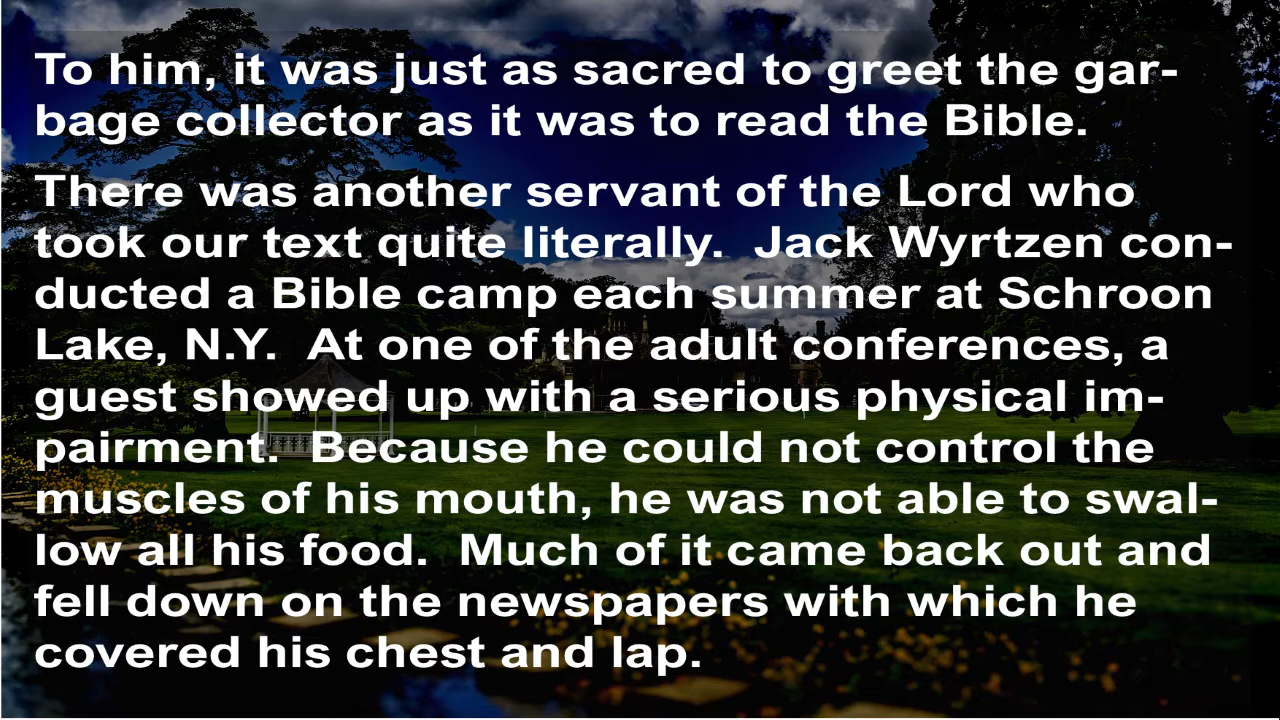 To him, it was just as sacred to greet the gar-
bage collector as it was to read the Bible.
There was another servant of the Lord who
took our text quite literally.  Jack Wyrtzen con-
ducted a Bible camp each summer at Schroon
Lake, N.Y.  At one of the adult conferences, a
guest showed up with a serious physical im-
pairment.  Because he could not control the
muscles of his mouth, he was not able to swal-
low all his food.  Much of it came back out and
fell down on the newspapers with which he
covered his chest and lap.